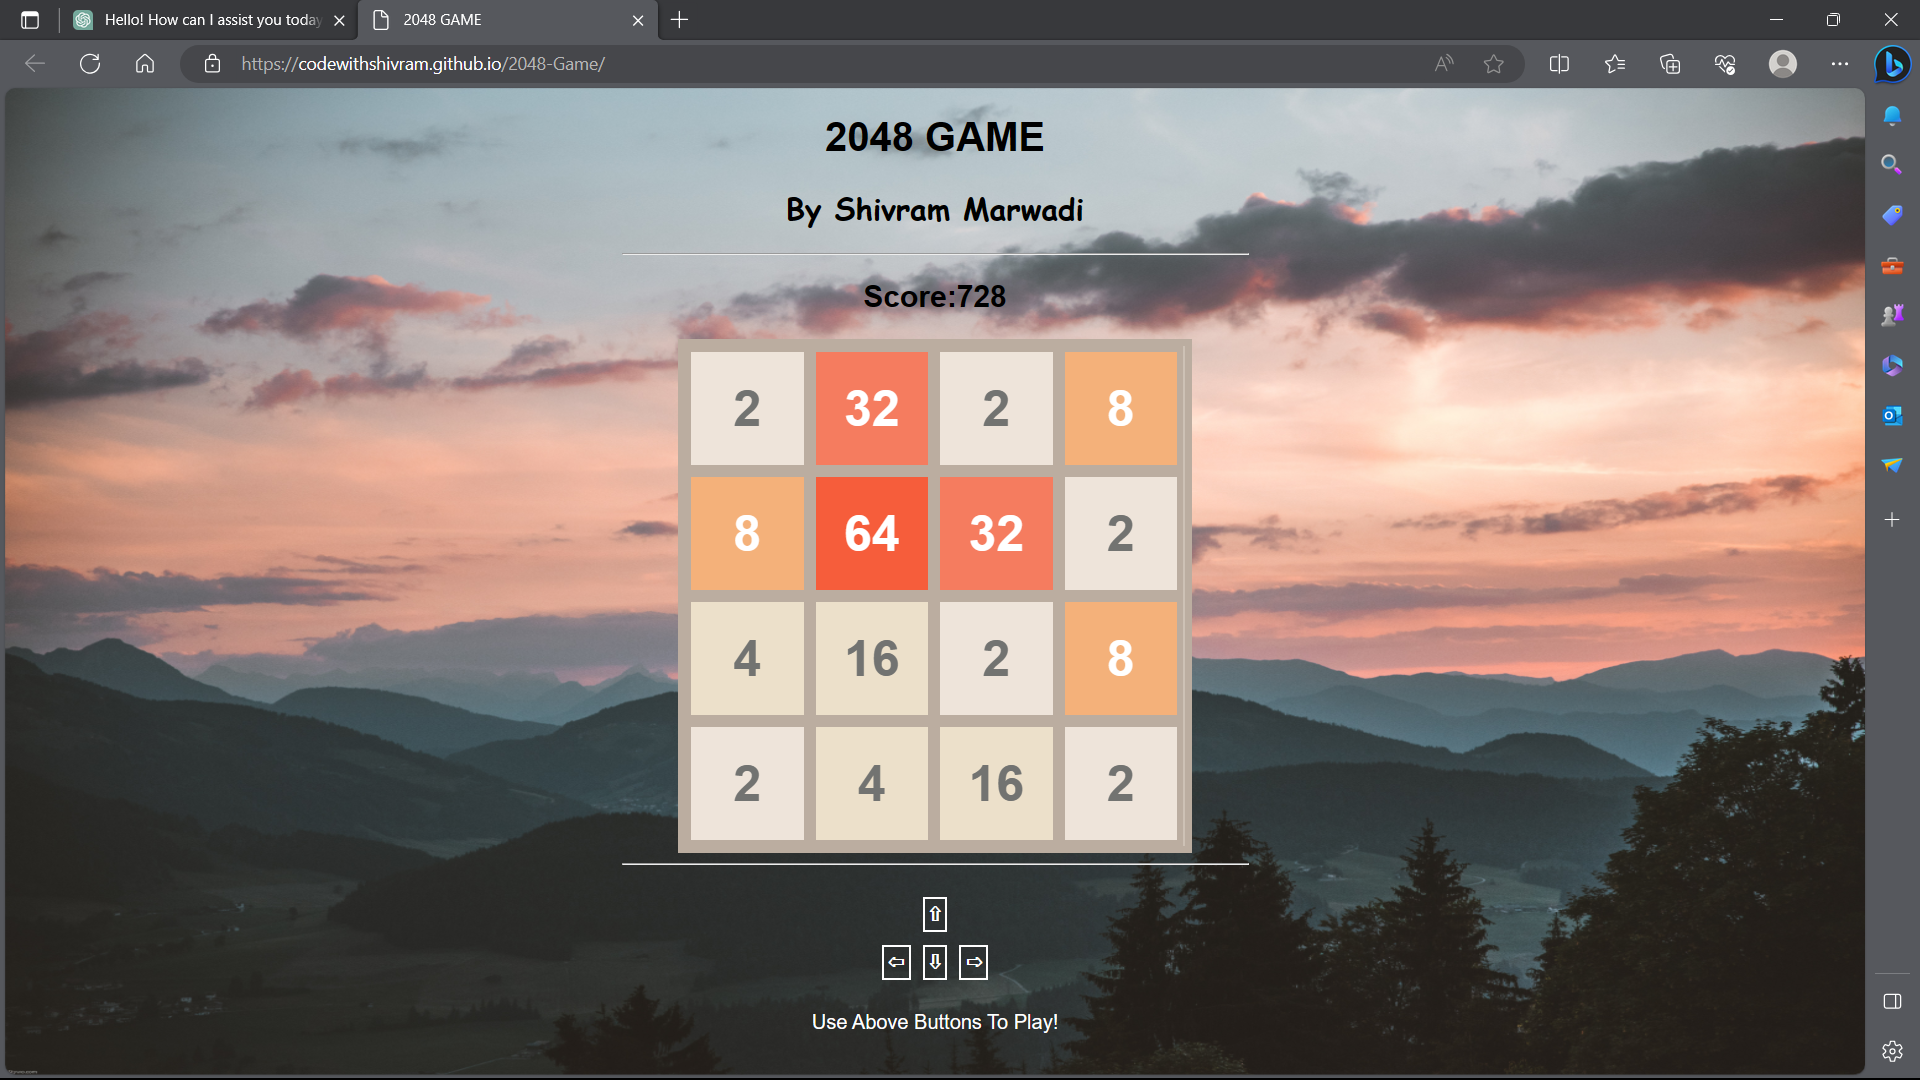 Hello! How can I assist you today
2048 GAME
https://codewithshivram.github.io/2048-Game/
2048 GAME
By Shivram Marwadi
Score:728
2 32 2 8
8 64 32 2
4 16 2 8
2 4 16 2
⇧
⇦ ⇩ ⇨
Use Above Buttons To Play!